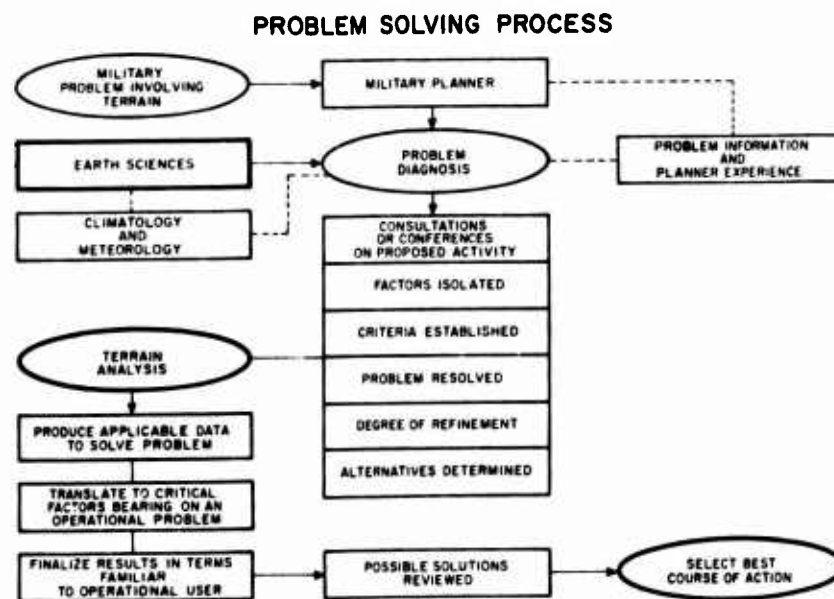 PROBLEM SOLVING PROCESS
MILITARY
PROBLEM INVOLVING
TERRAIN
MILITARY PLANNER
EARTH SCIENCES
PROBLEM
DIAGNOSIS
PROBLEM INFORMATION
AND
PLANNER EXPERIENCE
CLIMATOLOGY
AND
METEOROLOGY
CONSULTATIONS
OR CONFERENCES
ON PROPOSED ACTIVITY
FACTORS ISOLATED
CRITERIA ESTABLISHED
PROBLEM RESOLVED
DEGREE OF REFINEMENT
ALTERNATIVES DETERMINED
TERRAIN
ANALYSIS
PRODUCE APPLICABLE DATA
TO SOLVE PROBLEM
TRANSLATE TO CRITICAL
FACTORS BEARING ON AN
OPERATIONAL PROBLEM
FINALIZE RESULTS IN TERMS
FAMILIAR
TO OPERATIONAL USER
POSSIBLE SOLUTIONS
REVIEWED
SELECT BEST
COURSE OF ACTION